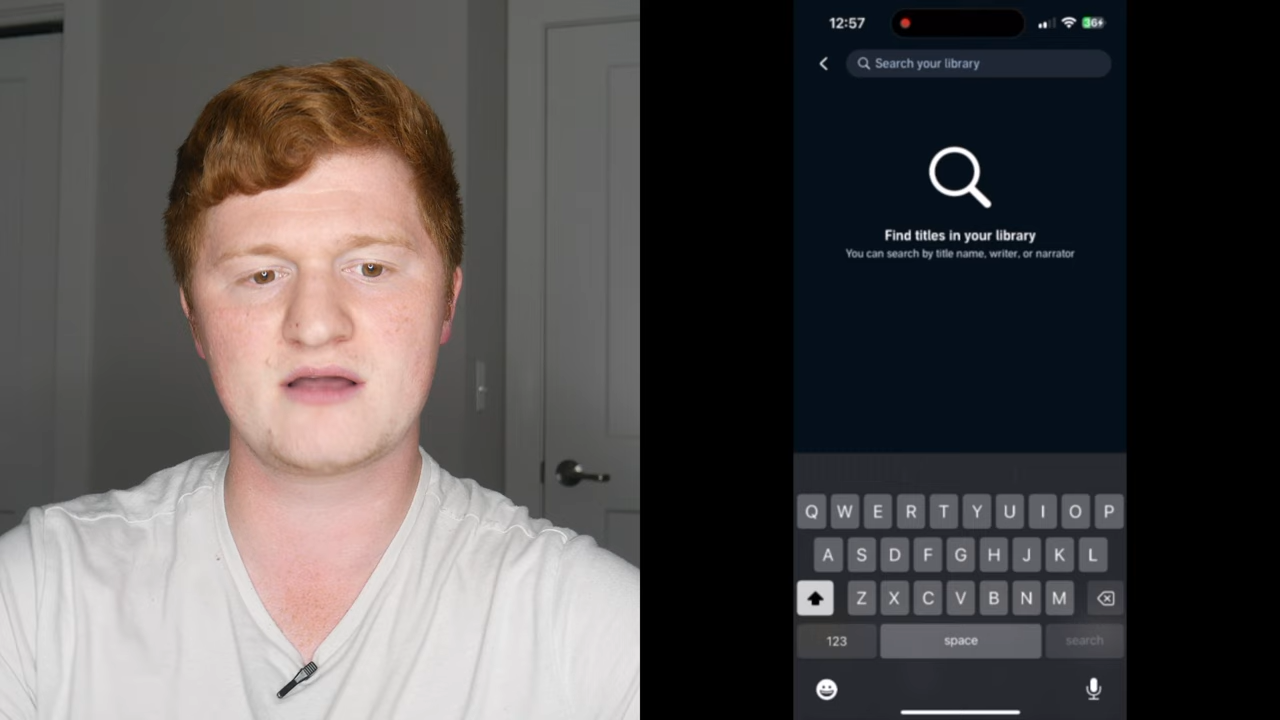 12:57
36
Search your library
Find titles in your library
You can search by title name, writer, or narrator
Q W E R T Y U I O P
A S D F G H J K L
Z X C V B N M
123 space search